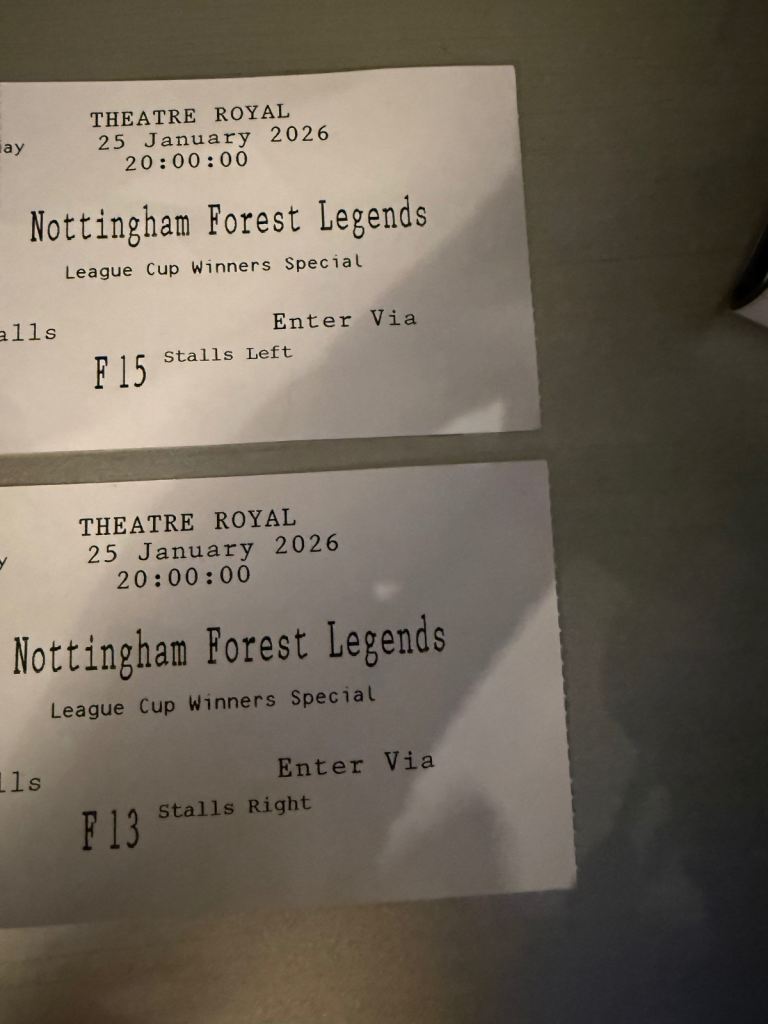 THEATRE ROYAL
25 January 2026
ay
20:00:00
Nottingham Forest Legends
League Cup Winners Special
alls
Enter Via
F 15 Stalls Left
THEATRE ROYAL
25 January 2026
y
20:00:00
Nottingham Forest Legends
League Cup Winners Special
lls
Enter Via
F 13 Stalls Right